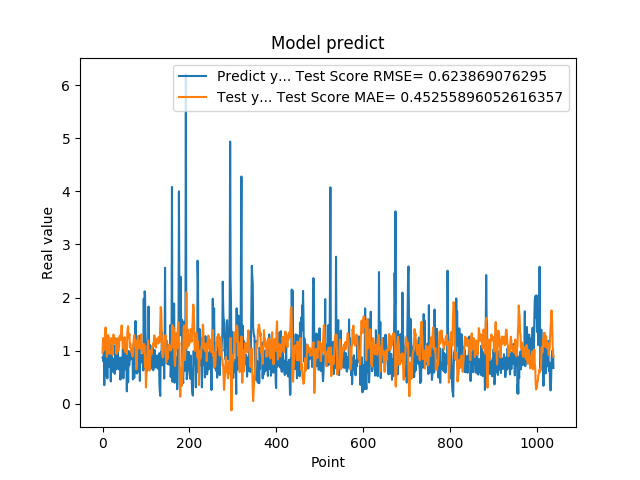 Model predict
Predict y... Test Score RMSE= 0.623869076295
Test y... Test Score MAE= 0.45255896052616357
Real value
6
5
4
3
2
1
0
0 200 400 600 800 1000
Point